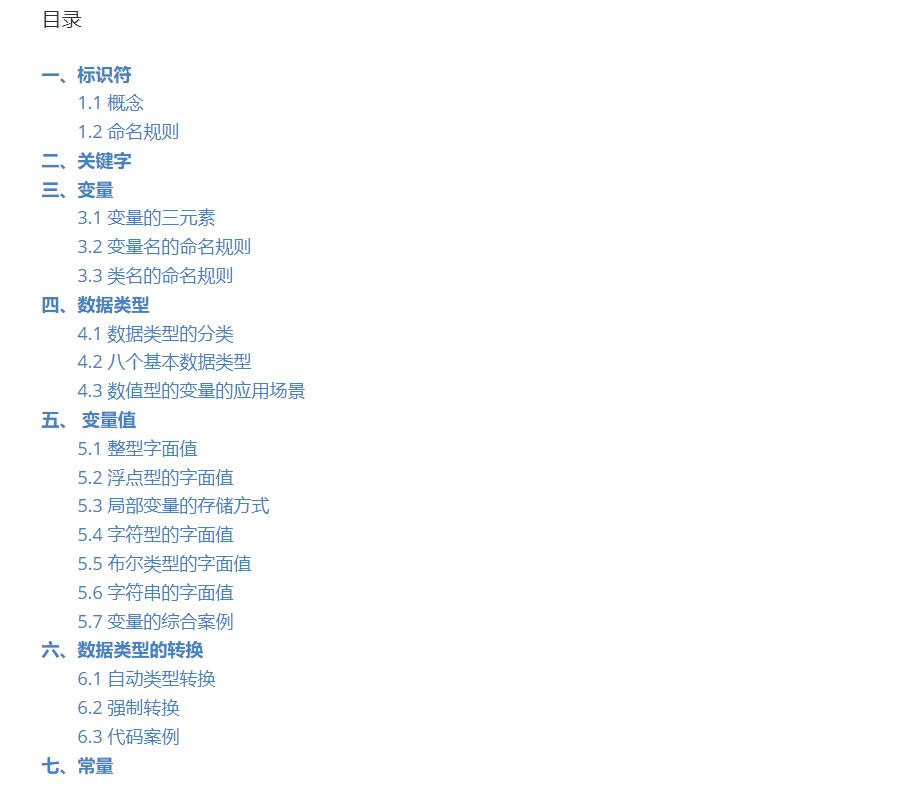 目录
一、标识符
1.1 概念
1.2 命名规则
二、关键字
三、变量
3.1 变量的三元素
3.2 变量名的命名规则
3.3 类名的命名规则
四、数据类型
4.1 数据类型的分类
4.2 八个基本数据类型
4.3 数值型的变量的应用场景
五、 变量值
5.1 整型字面值
5.2 浮点型的字面值
5.3 局部变量的存储方式
5.4 字符型的字面值
5.5 布尔类型的字面值
5.6 字符串的字面值
5.7 变量的综合案例
六、数据类型的转换
6.1 自动类型转换
6.2 强制转换
6.3 代码案例
七、常量